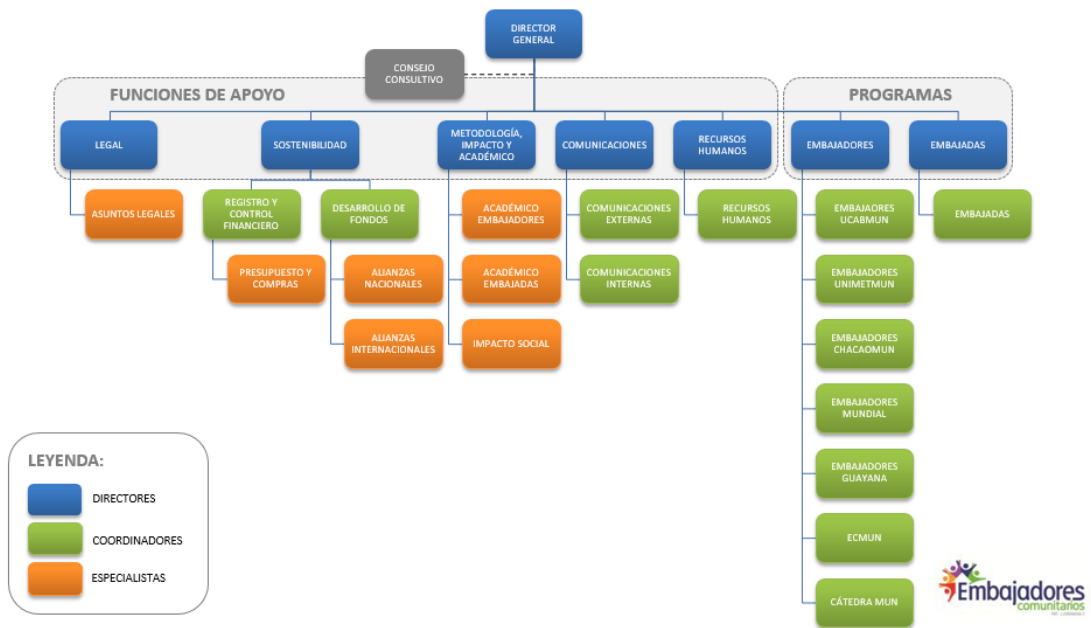 DIRECTOR
GENERAL
CONSEJO
CONSULTIVO
FUNCIONES DE APOYO
PROGRAMAS
LEGAL
SOSTENIBILIDAD
METODOLOGÍA,
IMPACTO Y
ACADÉMICO
COMUNICACIONES
RECURSOS
HUMANOS
EMBAJADORES
EMBAJADAS
ASUNTOS LEGALES
REGISTRO Y
CONTROL
FINANCIERO
DESARROLLO DE
FONDOS
ACADÉMICO
EMBAJADORES
COMUNICACIONES
EXTERNAS
RECURSOS
HUMANOS
EMBAJAORES
UCABMUN
EMBAJADAS
PRESUPUESTO Y
COMPRAS
ALIANZAS
NACIONALES
ACADÉMICO
EMBAJADAS
COMUNICACIONES
INTERNAS
EMBAJADORES
UNIMETMUN
ALIANZAS
INTERNACIONALES
IMPACTO SOCIAL
EMBAJADORES
CHACAOMUN
EMBAJADORES
MUNDIAL
EMBAJADORES
GUAYANA
ECMUN
CÁTEDRA MUN
LEYENDA:
DIRECTORES
COORDINADORES
ESPECIALISTAS
Embajadores
comunitarios